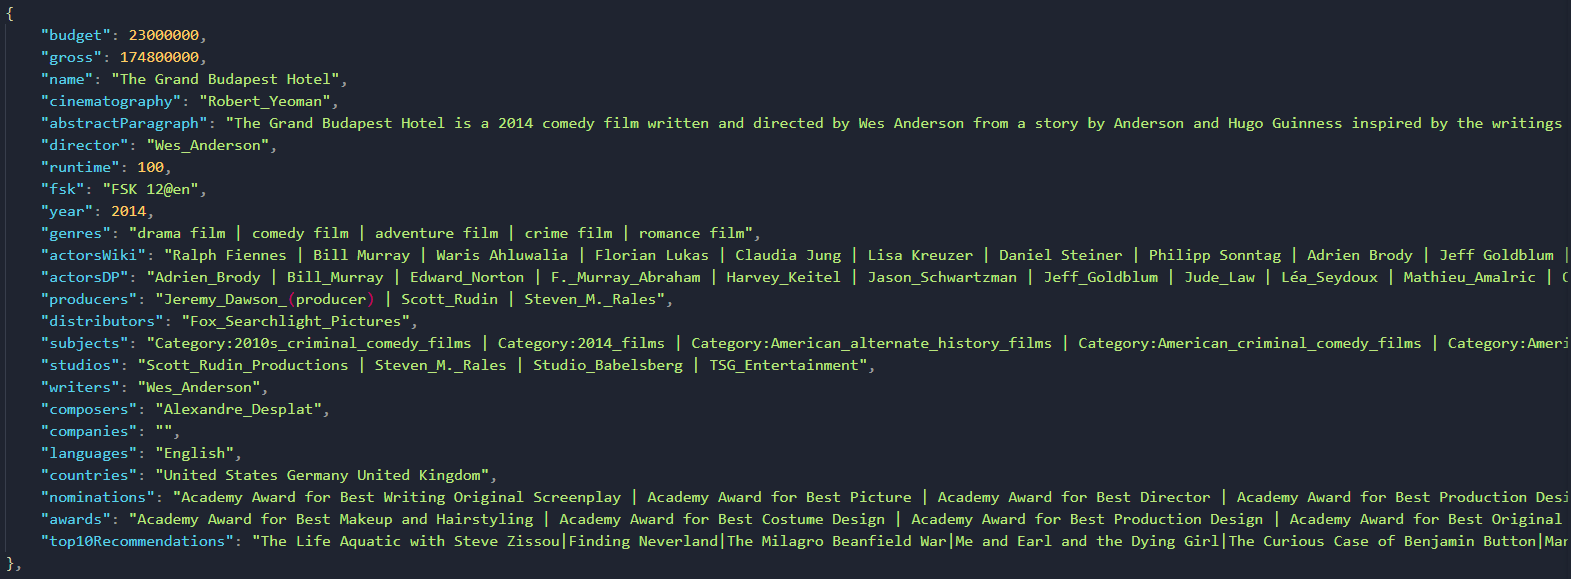 {
"budget": 23000000,
"gross": 174800000,
"name": "The Grand Budapest Hotel",
"cinematography": "Robert_Yeoman",
"abstractParagraph": "The Grand Budapest Hotel is a 2014 comedy film written and directed by Wes Anderson from a story by Anderson and Hugo Guinness inspired by the writings
"director": "Wes_Anderson",
"runtime": 100,
"fsk": "FSK 12@en",
"year": 2014,
"genres": "drama film | comedy film | adventure film | crime film | romance film",
"actorsWiki": "Ralph Fiennes | Bill Murray | Waris Ahluwalia | Florian Lukas | Claudia Jung | Lisa Kreuzer | Daniel Steiner | Philipp Sonntag | Adrien Brody | Jeff Goldblum |
"actorsDP": "Adrien_Brody | Bill_Murray | Edward_Norton | F._Murray_Abraham | Harvey_Keitel | Jason_Schwartzman | Jeff_Goldblum | Jude_Law | Léa_Seydoux | Mathieu_Amalric |
"producers": "Jeremy_Dawson_(producer) | Scott_Rudin | Steven_M._Rales",
"distributors": "Fox_Searchlight_Pictures",
"subjects": "Category:2010s_criminal_comedy_films | Category:2014_films | Category:American_alternate_history_films | Category:American_criminal_comedy_films | Category:Ameri
"studios": "Scott_Rudin_Productions | Steven_M._Rales | Studio_Babelsberg | TSG_Entertainment",
"writers": "Wes_Anderson",
"composers": "Alexandre_Desplat",
"companies": "",
"languages": "English",
"countries": "United States Germany United Kingdom",
"nominations": "Academy Award for Best Writing Original Screenplay | Academy Award for Best Picture | Academy Award for Best Director | Academy Award for Best Production Desi
"awards": "Academy Award for Best Makeup and Hairstyling | Academy Award for Best Costume Design | Academy Award for Best Production Design | Academy Award for Best Original
"top10Recommendations": "The Life Aquatic with Steve Zissou|Finding Neverland|The Milagro Beanfield War|Me and Earl and the Dying Girl|The Curious Case of Benjamin Button|Mar
},